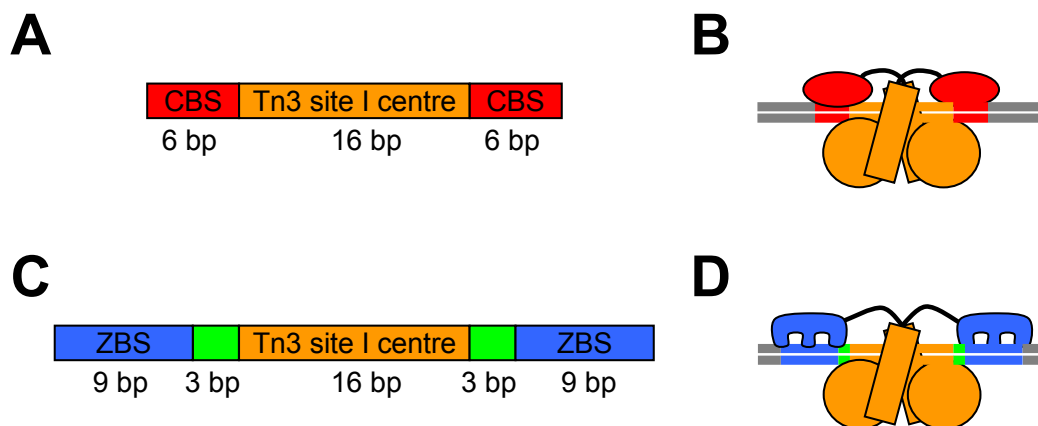 A
B
CBS Tn3 site I centre CBS
6 bp 16 bp 6 bp
C
D
ZBS Tn3 site I centre ZBS
9 bp 3 bp 16 bp 3 bp 9 bp